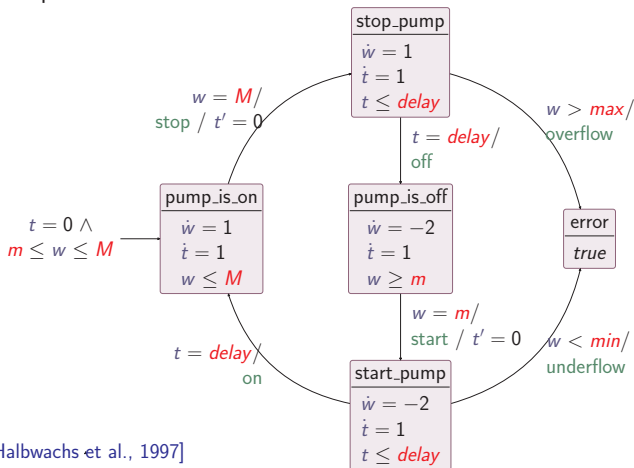 stop_pump
ẇ = 1
ṫ = 1
t ≤ delay
w = M/
stop / t′ = 0
w > max/
overflow
t = delay/
off
pump_is_on
ẇ = 1
ṫ = 1
w ≤ M
pump_is_off
ẇ = −2
ṫ = 1
w ≥ m
error
true
t = 0 ∧
m ≤ w ≤ M
w = m/
start / t′ = 0
t = delay/
on
w < min/
underflow
start_pump
ẇ = −2
ṫ = 1
t ≤ delay
Halbwachs et al., 1997]